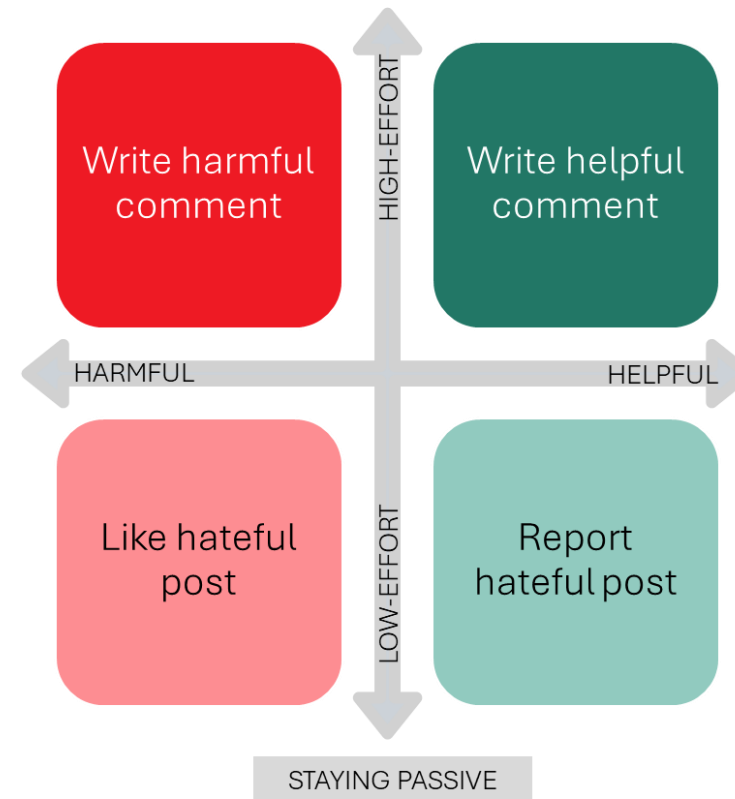 HIGH-EFFORT
Write harmful
comment
Write helpful
comment
HARMFUL
HELPFUL
Like hateful
post
LOW-EFFORT
Report
hateful post
STAYING PASSIVE